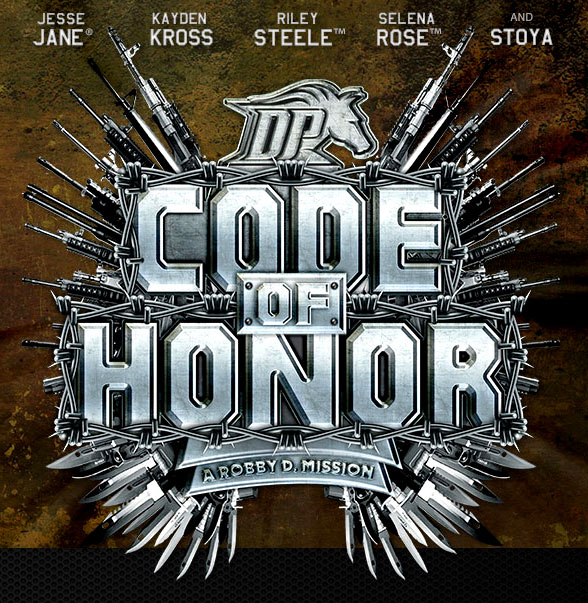 JESSE KAYDEN RILEY SELENA AND
JANE® KROSS STEELE™ ROSE™ STOYA
DP
CODE
OF
HONOR
A ROBBY D. MISSION